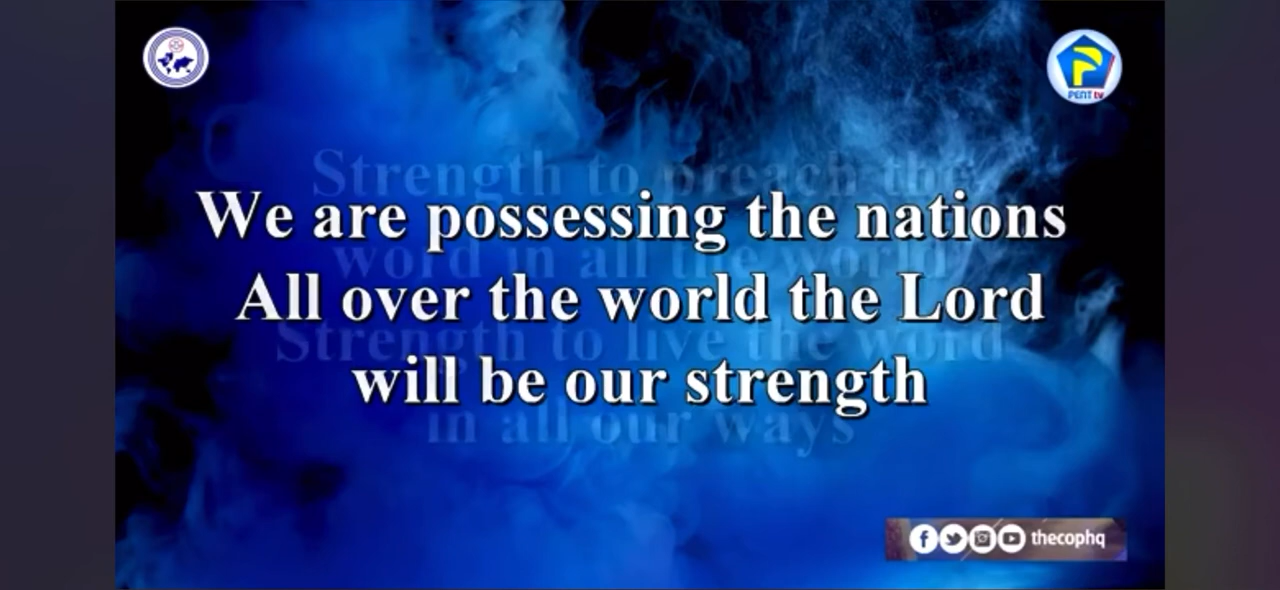 PENT tv
Strength to preach the
We are possessing the nations
word in all the world
All over the world the Lord
Strength to live the word
will be our strength
in all our ways
thecophq